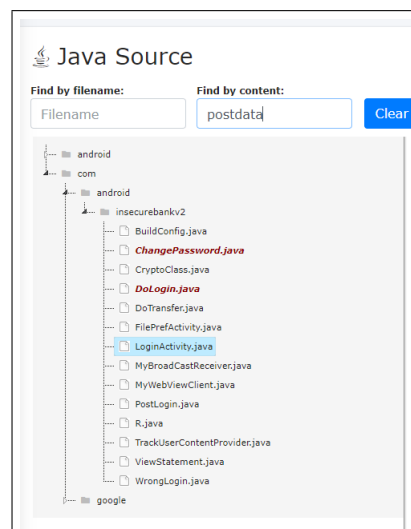 Java Source
Find by filename: Find by content:
Filename postdata Clear
android
com
android
insecurebankv2
BuildConfig.java
ChangePassword.java
CryptoClass.java
DoLogin.java
DoTransfer.java
FilePrefActivity.java
LoginActivity.java
MyBroadCastReceiver.java
MyWebViewClient.java
PostLogin.java
R.java
TrackUserContentProvider.java
ViewStatement.java
WrongLogin.java
google